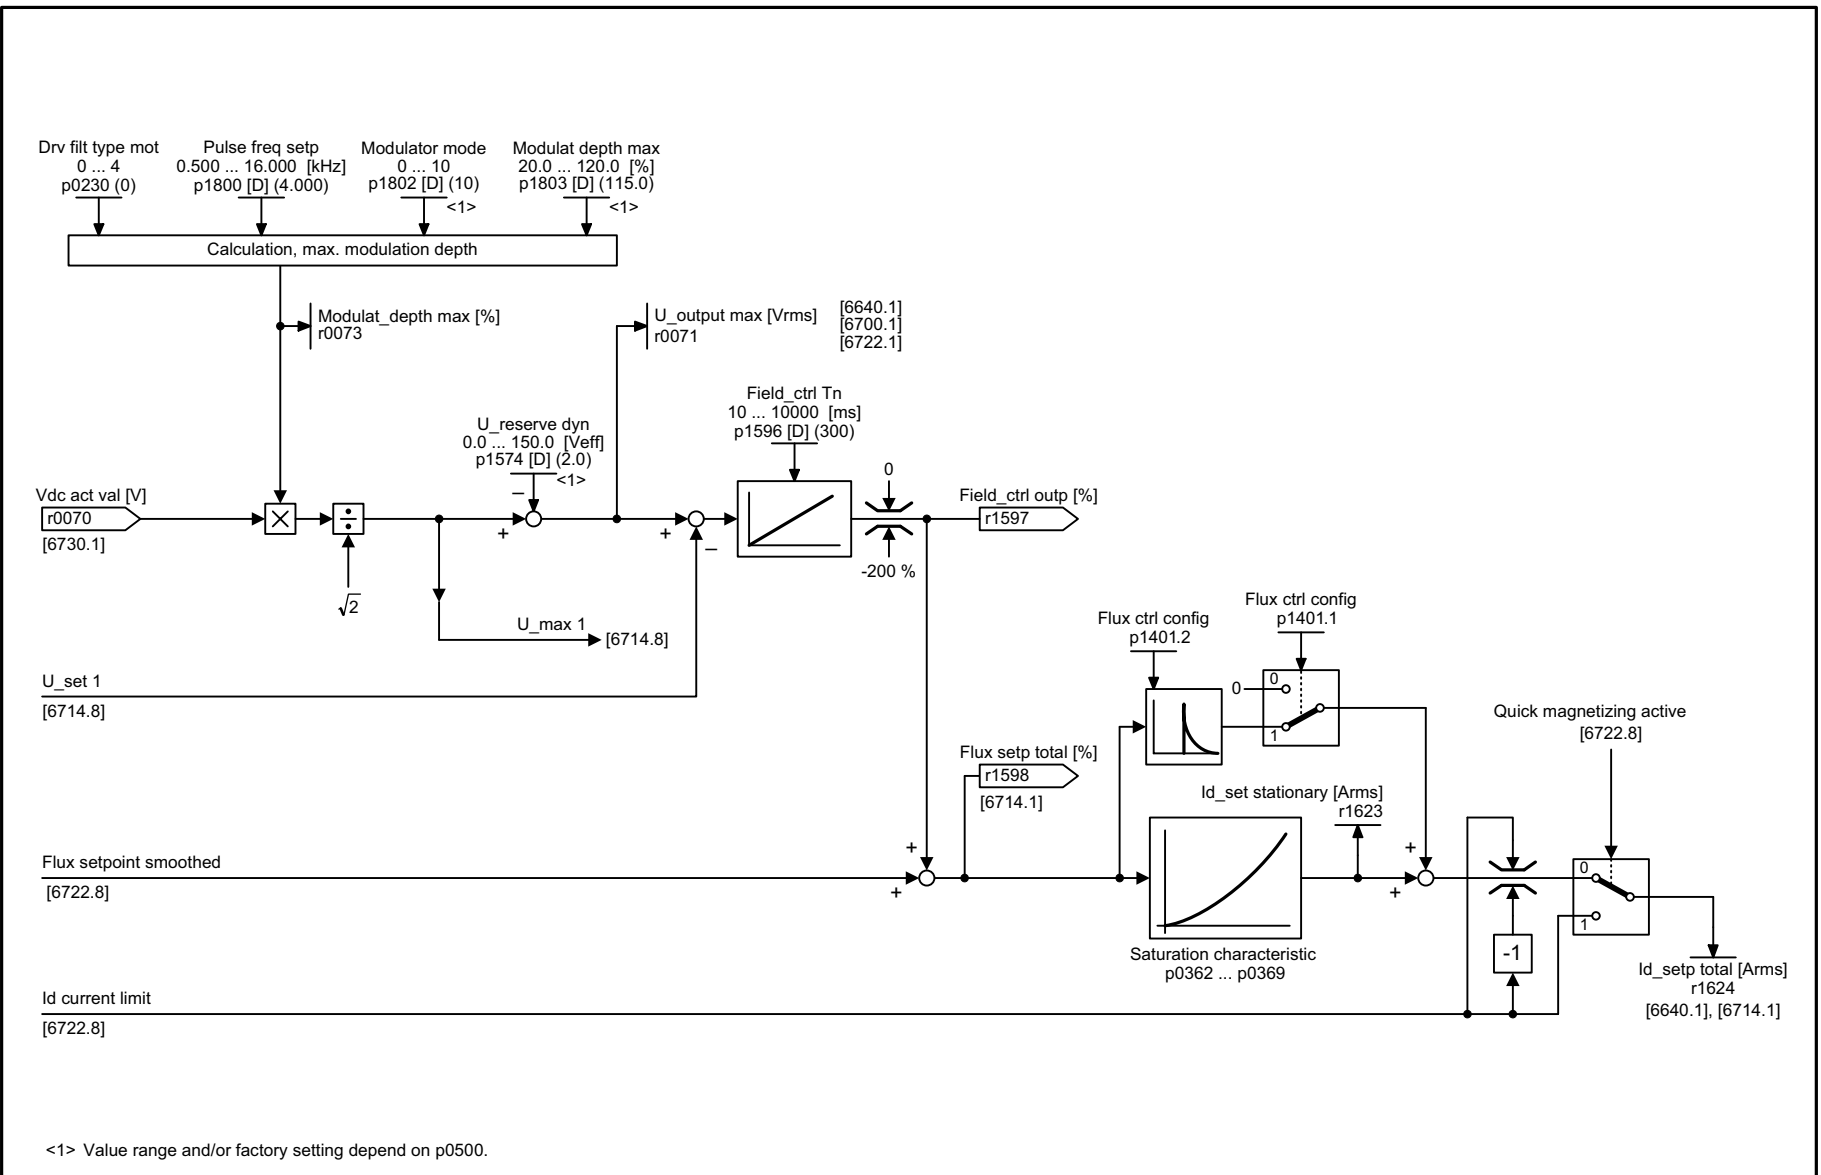 Drv filt type mot
0 ... 4
p0230 (0)
Pulse freq setp
0.500 ... 16.000 [kHz]
p1800 [D] (4.000)
Modulator mode
0 ... 10
p1802 [D] (10)
<1>
Modulat depth max
20.0 ... 120.0 [%]
p1803 [D] (115.0)
<1>
Calculation, max. modulation depth
Modulat_depth max [%]
r0073
U_output max [Vrms]
r0071
[6640.1]
[6700.1]
[6722.1]
Field_ctrl Tn
10 ... 10000 [ms]
p1596 [D] (300)
U_reserve dyn
0.0 ... 150.0 [Veff]
p1574 [D] (2.0)
<1>
–
Vdc act val [V]
r0070
[6730.1]
×
÷
√2
+
+
–
0
-200 %
Field_ctrl outp [%]
r1597
U_max 1
[6714.8]
U_set 1
[6714.8]
Flux ctrl config
p1401.2
Flux ctrl config
p1401.1
0
0
1
Quick magnetizing active
[6722.8]
Flux setp total [%]
r1598
[6714.1]
Id_set stationary [Arms]
r1623
Flux setpoint smoothed
[6722.8]
+
+
+
+
Saturation characteristic
p0362 ... p0369
-1
0
1
Id_setp total [Arms]
r1624
[6640.1], [6714.1]
Id current limit
[6722.8]
<1> Value range and/or factory setting depend on p0500.